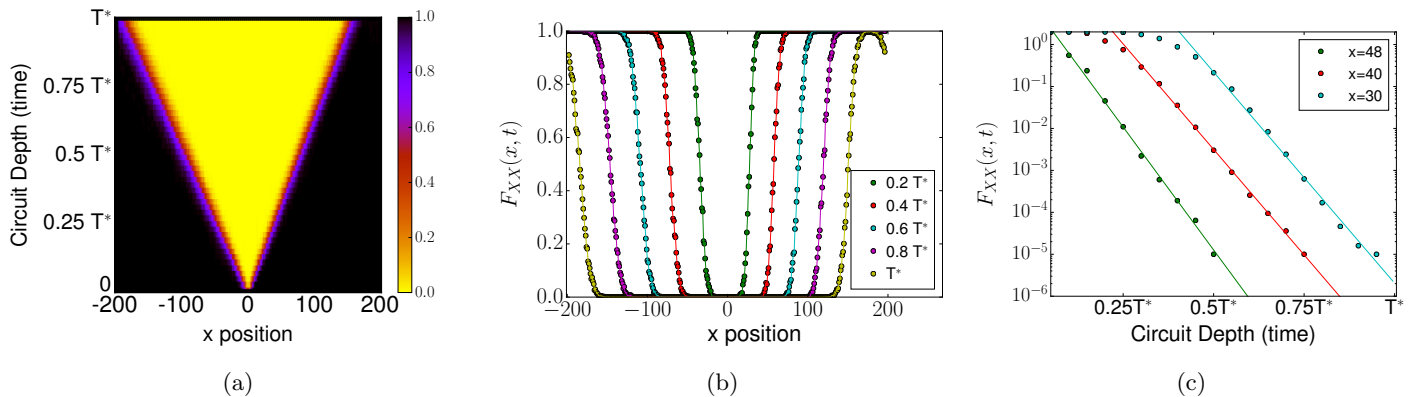 T*
0.75 T*
0.5 T*
0.25 T*
0
Circuit Depth (time)
-200 -100 0 100 200
x position
1.0
0.8
0.6
0.4
0.2
0.0
(a)
1.0
0.8
0.6
0.4
0.2
0.0
F_{XX}(x, t)
−200 −100 0 100 200
x position
0.2 T*
0.4 T*
0.6 T*
0.8 T*
T*
(b)
10^0
10^{-1}
10^{-2}
10^{-3}
10^{-4}
10^{-5}
10^{-6}
F_{XX}(x, t)
0.25T* 0.5T* 0.75T* T*
Circuit Depth (time)
x=48
x=40
x=30
(c)